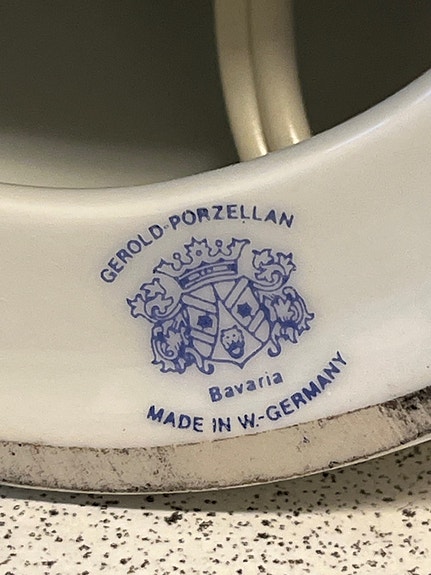 GEROLD-PORZELLAN
Bavaria
MADE IN W.-GERMANY